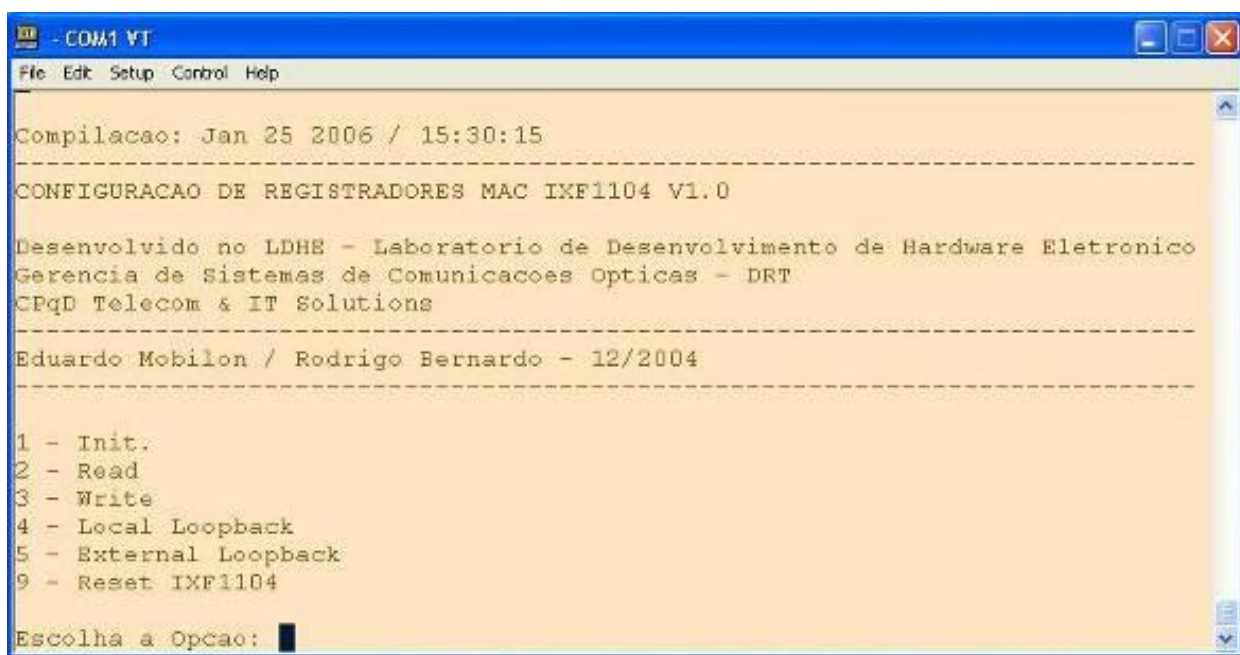 - COM1 VT
File Edit Setup Control Help
Compilacao: Jan 25 2006 / 15:30:15
CONFIGURACAO DE REGISTRADORES MAC IXF1104 V1.0
Desenvolvido no LDHE - Laboratorio de Desenvolvimento de Hardware Eletronico
Gerencia de Sistemas de Comunicacoes Opticas - DRT
CPqD Telecom & IT Solutions
Eduardo Mobilon / Rodrigo Bernardo - 12/2004
1 - Init.
2 - Read
3 - Write
4 - Local Loopback
5 - External Loopback
9 - Reset IXF1104
Escolha a Opcao: